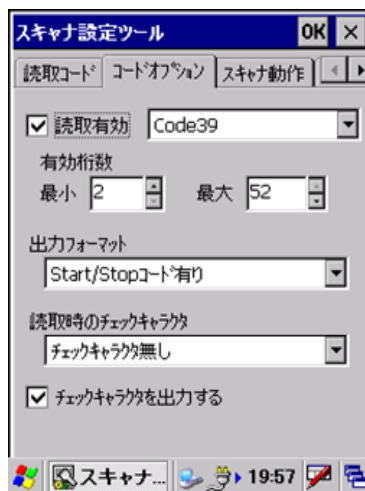 スキャナ設定ツール OK ×
読取コード コードオプション スキャナ動作
読取有効 Code39
有効桁数
最小 2 最大 52
出力フォーマット
Start/Stopコード有り
読取時のチェックキャラクタ
チェックキャラクタ無し
チェックキャラクタを出力する
スキャナ... 19:57